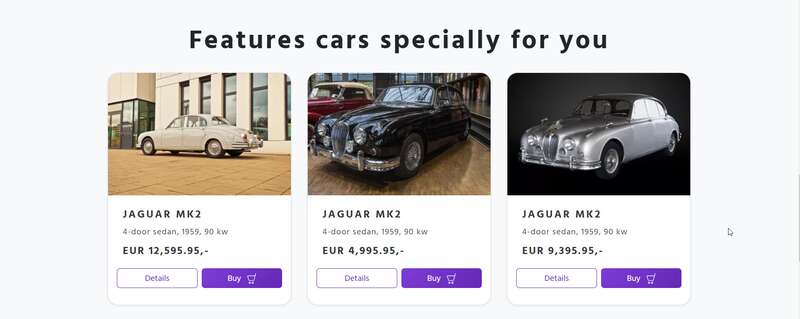 Features cars specially for you
JAGUAR MK2
4-door sedan, 1959, 90 kw
EUR 12,595.95,-
Details
Buy
JAGUAR MK2
4-door sedan, 1959, 90 kw
EUR 4,995.95,-
Details
Buy
JAGUAR MK2
4-door sedan, 1959, 90 kw
EUR 9,395.95,-
Details
Buy